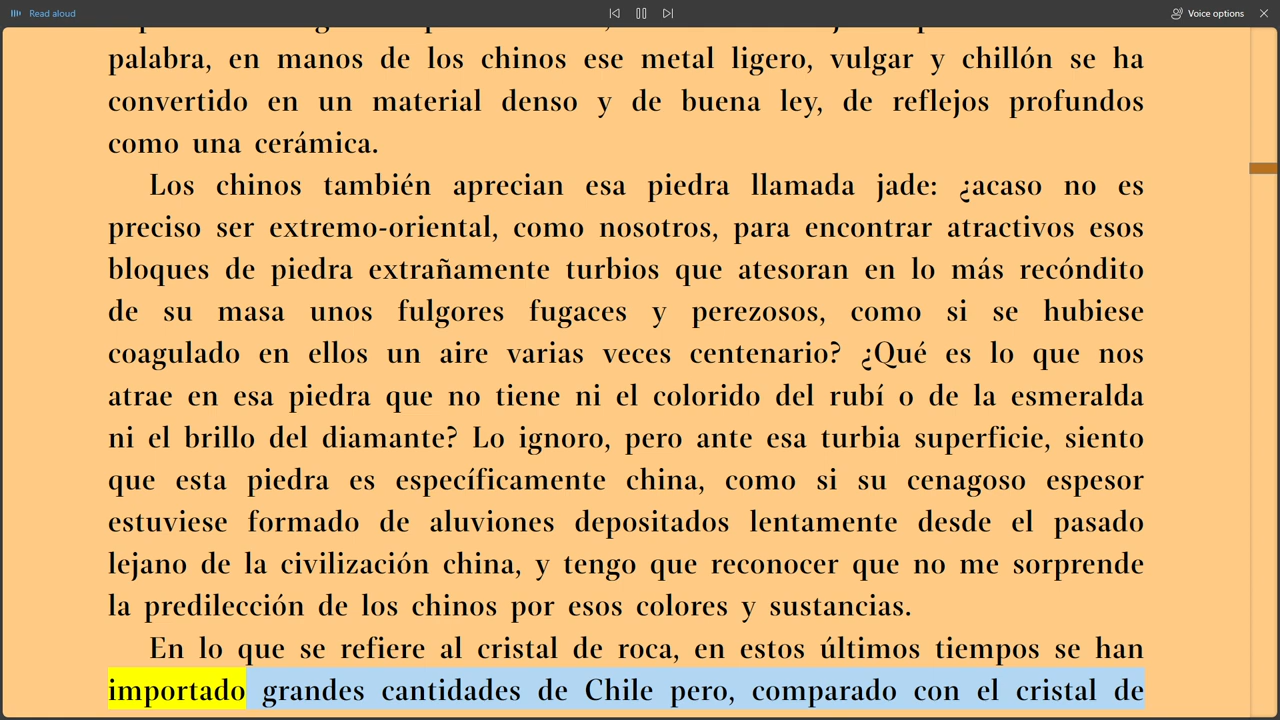 Read aloud
Voice options
palabra, en manos de los chinos ese metal ligero, vulgar y chillón se ha
convertido en un material denso y de buena ley, de reflejos profundos
como una cerámica.
Los chinos también aprecian esa piedra llamada jade: ¿acaso no es
preciso ser extremo-oriental, como nosotros, para encontrar atractivos esos
bloques de piedra extrañamente turbios que atesoran en lo más recóndito
de su masa unos fulgores fugaces y perezosos, como si se hubiese
coagulado en ellos un aire varias veces centenario? ¿Qué es lo que nos
atrae en esa piedra que no tiene ni el colorido del rubí o de la esmeralda
ni el brillo del diamante? Lo ignoro, pero ante esa turbia superficie, siento
que esta piedra es específicamente china, como si su cenagoso espesor
estuviese formado de aluviones depositados lentamente desde el pasado
lejano de la civilización china, y tengo que reconocer que no me sorprende
la predilección de los chinos por esos colores y sustancias.
En lo que se refiere al cristal de roca, en estos últimos tiempos se han
importado grandes cantidades de Chile pero, comparado con el cristal de